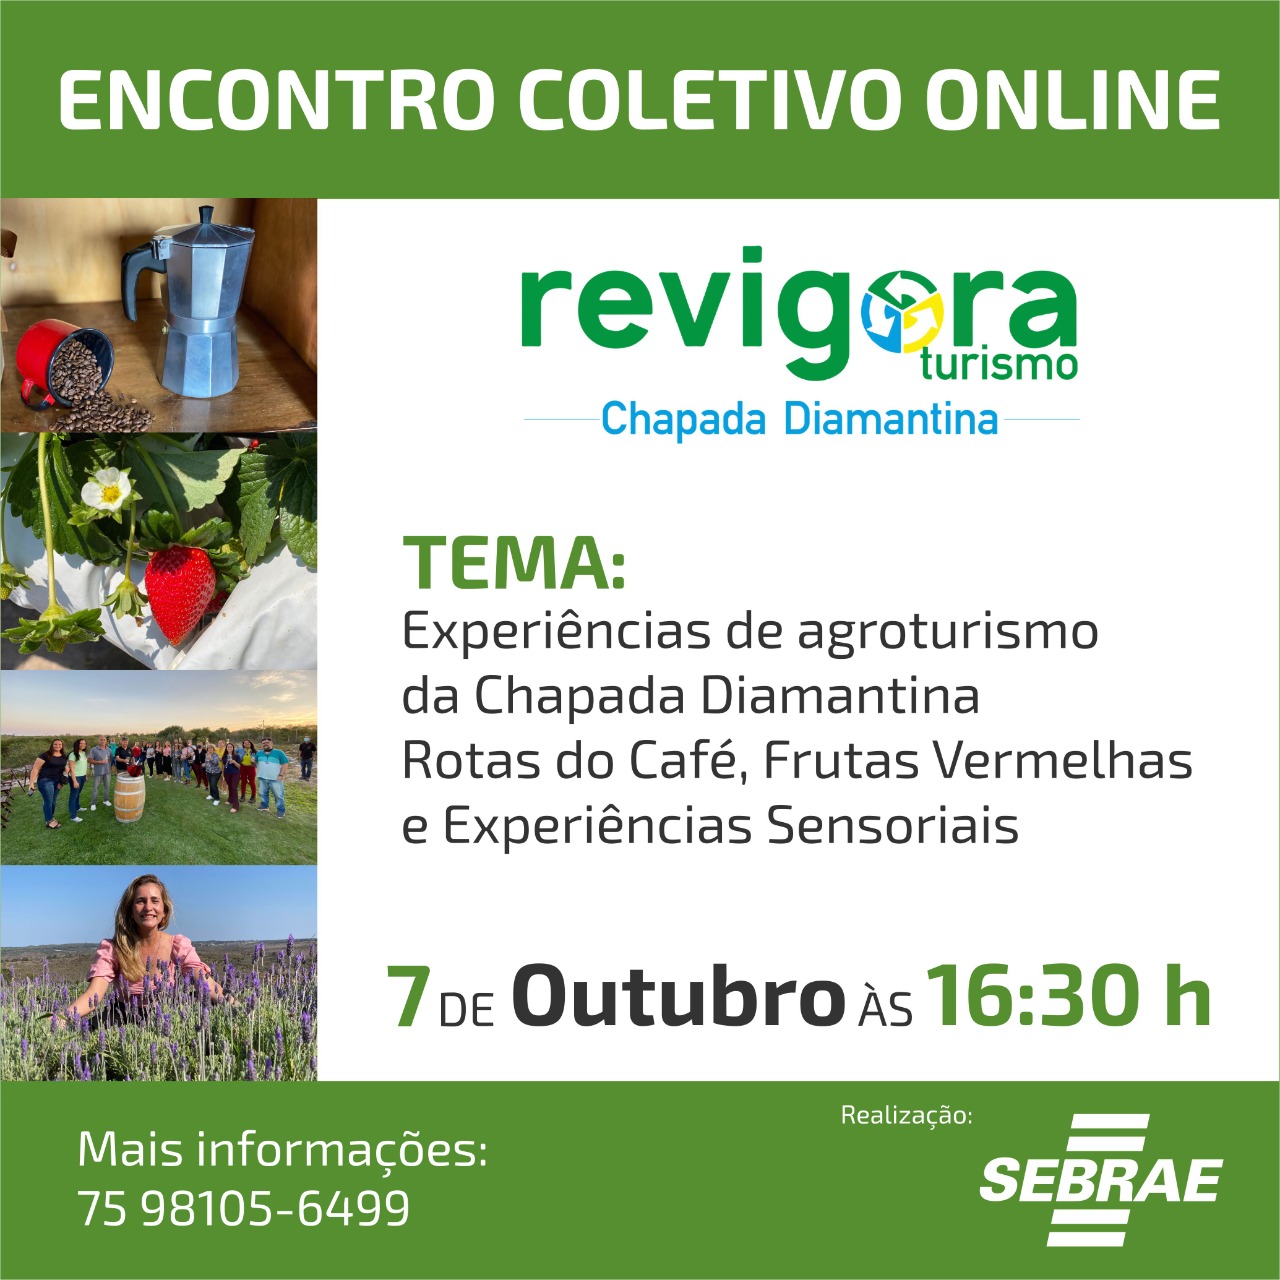 ENCONTRO COLETIVO ONLINE
revigora
turismo
Chapada Diamantina
TEMA:
Experiências de agroturismo
da Chapada Diamantina
Rotas do Café, Frutas Vermelhas
e Experiências Sensoriais
7 DE Outubro ÀS 16:30 h
Mais informações:
75 98105-6499
Realização:
SEBRAE